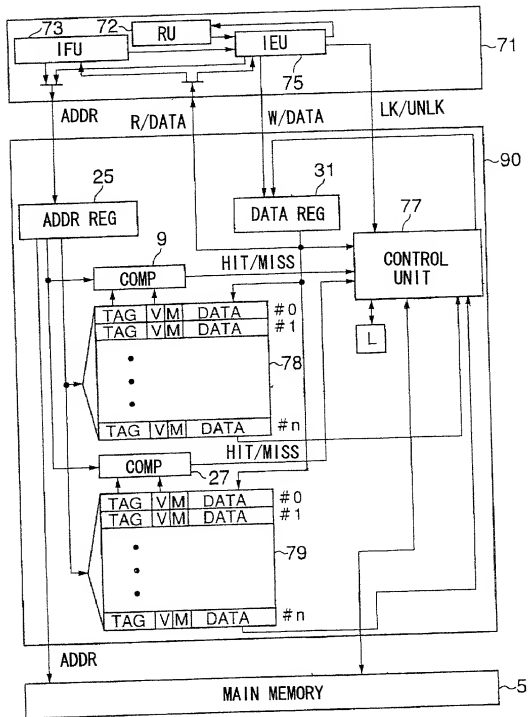 73
72
RU
IFU
IEU
71
75
ADDR
R/DATA
W/DATA
LK/UNLK
90
25
ADDR REG
31
DATA REG
77
CONTROL
UNIT
9
COMP
HIT/MISS
L
TAG V M DATA #0
TAG V M DATA #1
78
TAG V M DATA #n
HIT/MISS
COMP
27
TAG V M DATA #0
TAG V M DATA #1
79
TAG V M DATA #n
ADDR
MAIN MEMORY
5